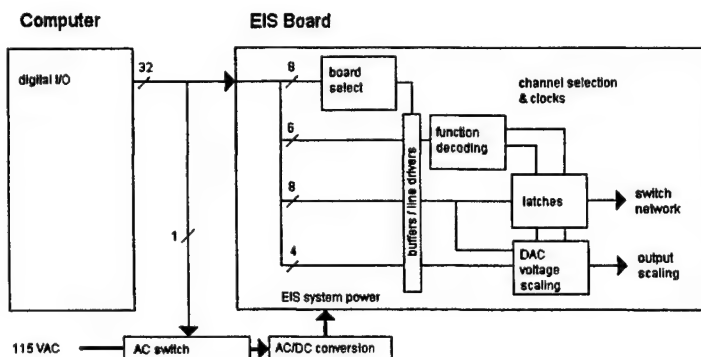 Computer
EIS Board
digital I/O
32
8
board
select
channel selection
& clocks
6
function
decoding
buffers / line drivers
8
latches
switch
network
1
4
DAC
voltage
scaling
output
scaling
EIS system power
115 VAC
AC switch
AC/DC conversion